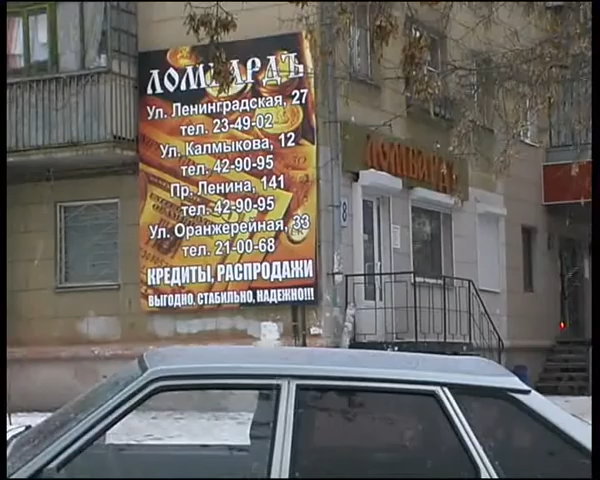 ЛОМБАРДЪ
Ул. Ленинградская, 27
тел. 23-49-02
Ул. Калмыкова, 12
тел. 42-90-95
Пр. Ленина, 141
тел. 42-90-95
Ул. Оранжерейная, 33
тел. 21-00-68
КРЕДИТЫ, РАСПРОДАЖИ
ВЫГОДНО, СТАБИЛЬНО, НАДЕЖНО!!!
ЛОМБАРДЪ
8